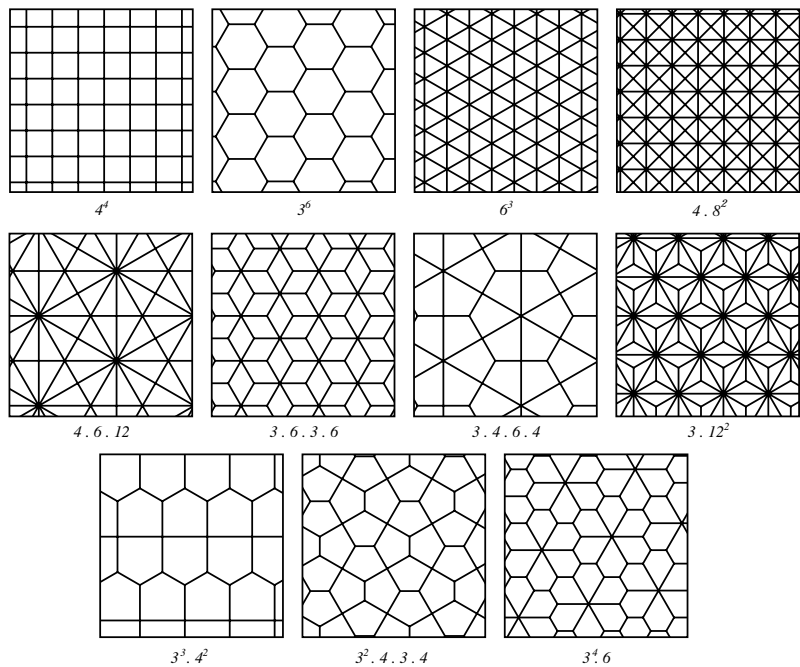 4⁴ 3⁶ 6³ 4 . 8²
4 . 6 . 12 3 . 6 . 3 . 6 3 . 4 . 6 . 4 3 . 12²
3³ . 4² 3² . 4 . 3 . 4 3⁴ . 6